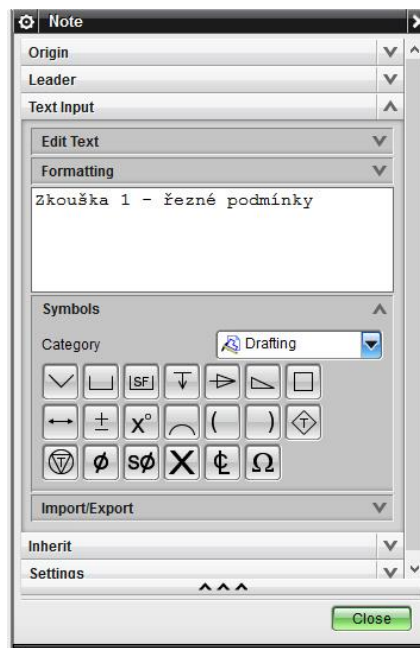 Note
Origin
Leader
Text Input
Edit Text
Formatting
Zkouška 1 - řezné podmínky
Symbols
Category Drafting
SF
± x° ( ) T
T ø Sø X ℄ Ω
Import/Export
Inherit
Settings
Close